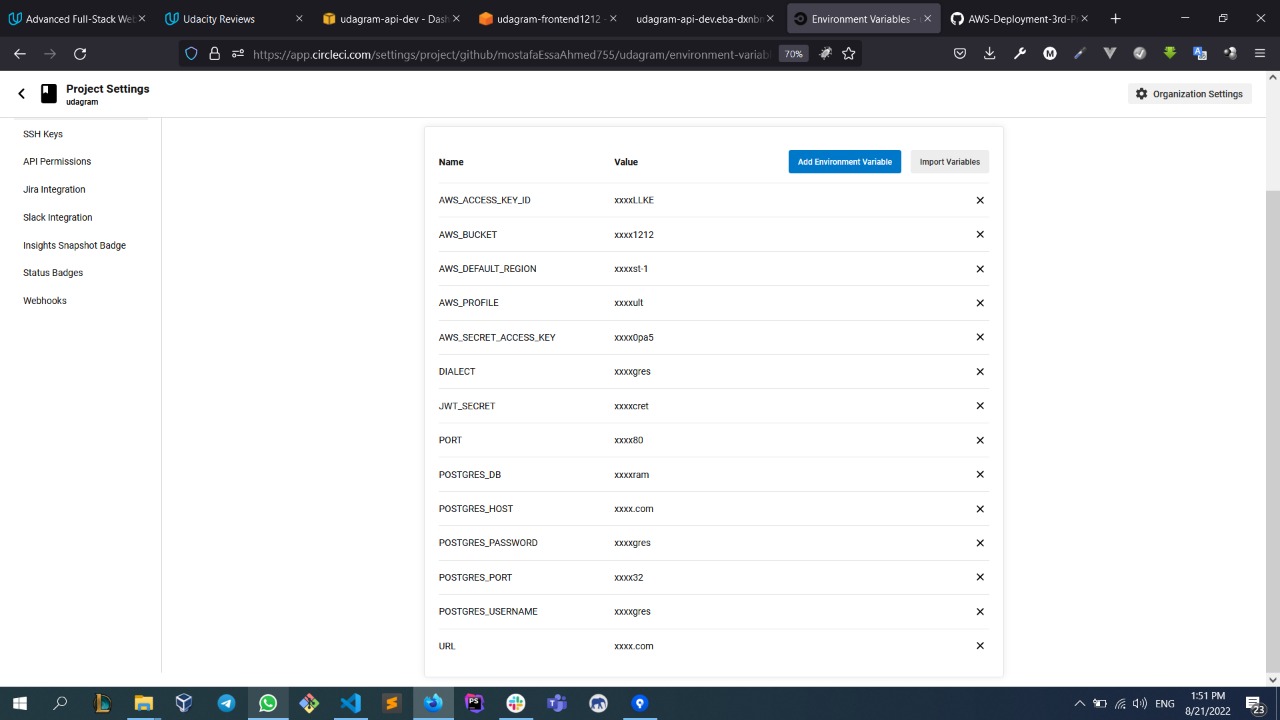 Advanced Full-Stack Web
Udacity Reviews
udagram-api-dev - Das
udagram-frontend1212 -
udagram-api-dev.eba-dxnbr
Environment Variables -
AWS-Deployment-3rd-P
https://app.circleci.com/settings/project/github/mostafaEssaAhmed755/udagram/environment-variab
70%
Project Settings
udagram
Organization Settings
SSH Keys
API Permissions
Jira Integration
Slack Integration
Insights Snapshot Badge
Status Badges
Webhooks
Name Value Add Environment Variable Import Variables
AWS_ACCESS_KEY_ID xxxxLLKE
AWS_BUCKET xxxx1212
AWS_DEFAULT_REGION xxxxst-1
AWS_PROFILE xxxxult
AWS_SECRET_ACCESS_KEY xxxx0pa5
DIALECT xxxxgres
JWT_SECRET xxxxcret
PORT xxxx80
POSTGRES_DB xxxxram
POSTGRES_HOST xxxx.com
POSTGRES_PASSWORD xxxxgres
POSTGRES_PORT xxxx32
POSTGRES_USERNAME xxxxgres
URL xxxx.com
ENG
1:51 PM
8/21/2022
23